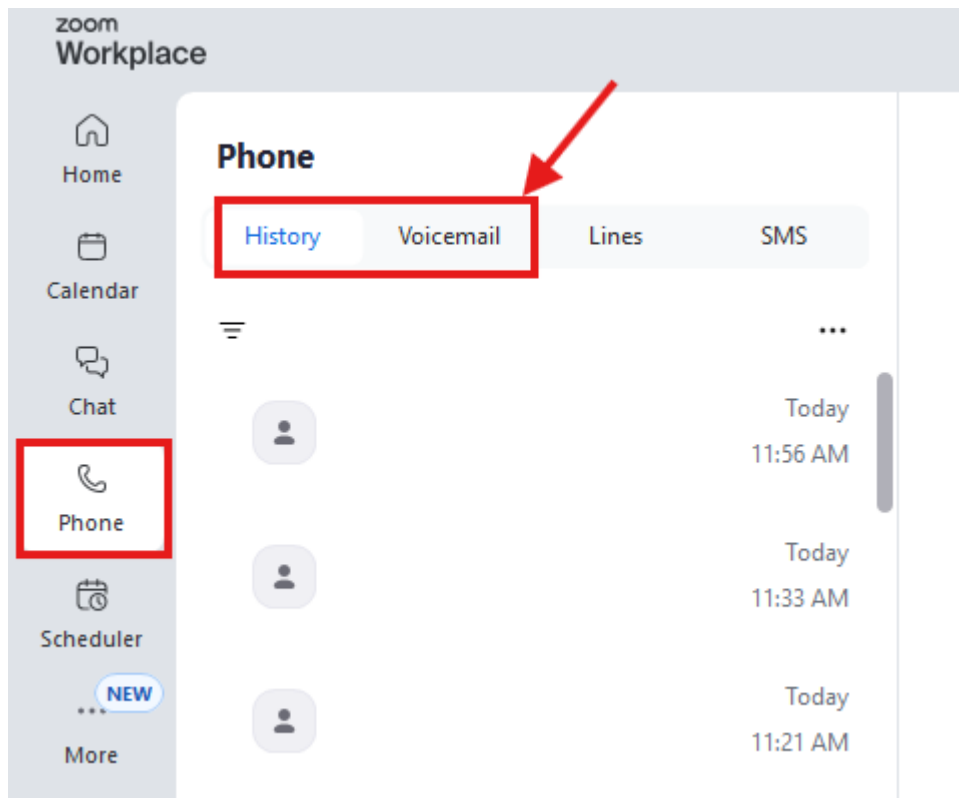 zoom
Workplace
Home
Calendar
Chat
Phone
Scheduler
NEW
More
Phone
History Voicemail Lines SMS
Today
11:56 AM
Today
11:33 AM
Today
11:21 AM